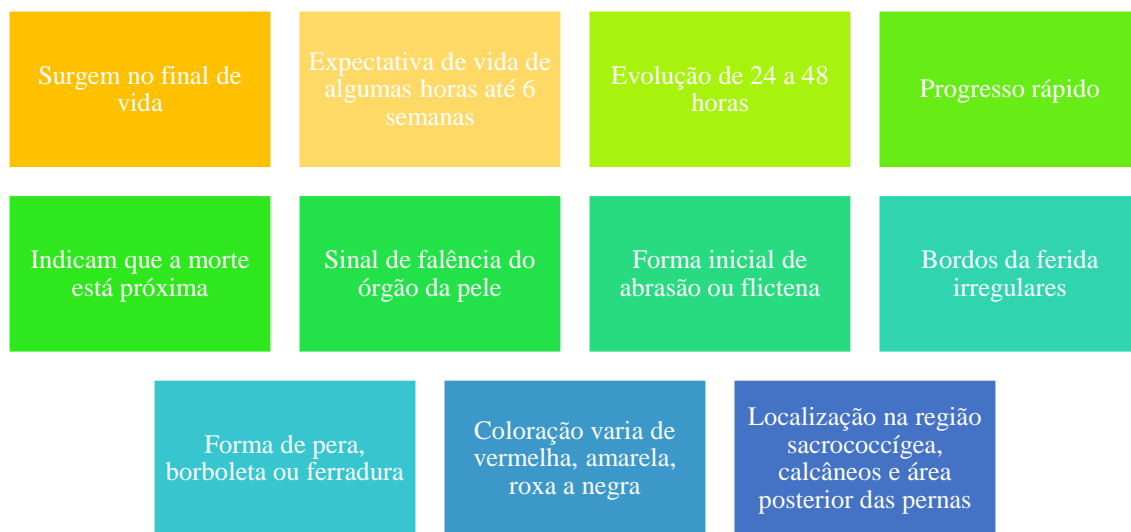 Surgem no final de
vida
Expectativa de vida de
algumas horas até 6
semanas
Evolução de 24 a 48
horas
Progresso rápido
Indicam que a morte
está próxima
Sinal de falência do
órgão da pele
Forma inicial de
abrasão ou flictena
Bordos da ferida
irregulares
Forma de pera,
borboleta ou ferradura
Coloração varia de
vermelha, amarela,
roxa a negra
Localização na região
sacrococcígea,
calcâneos e área
posterior das pernas